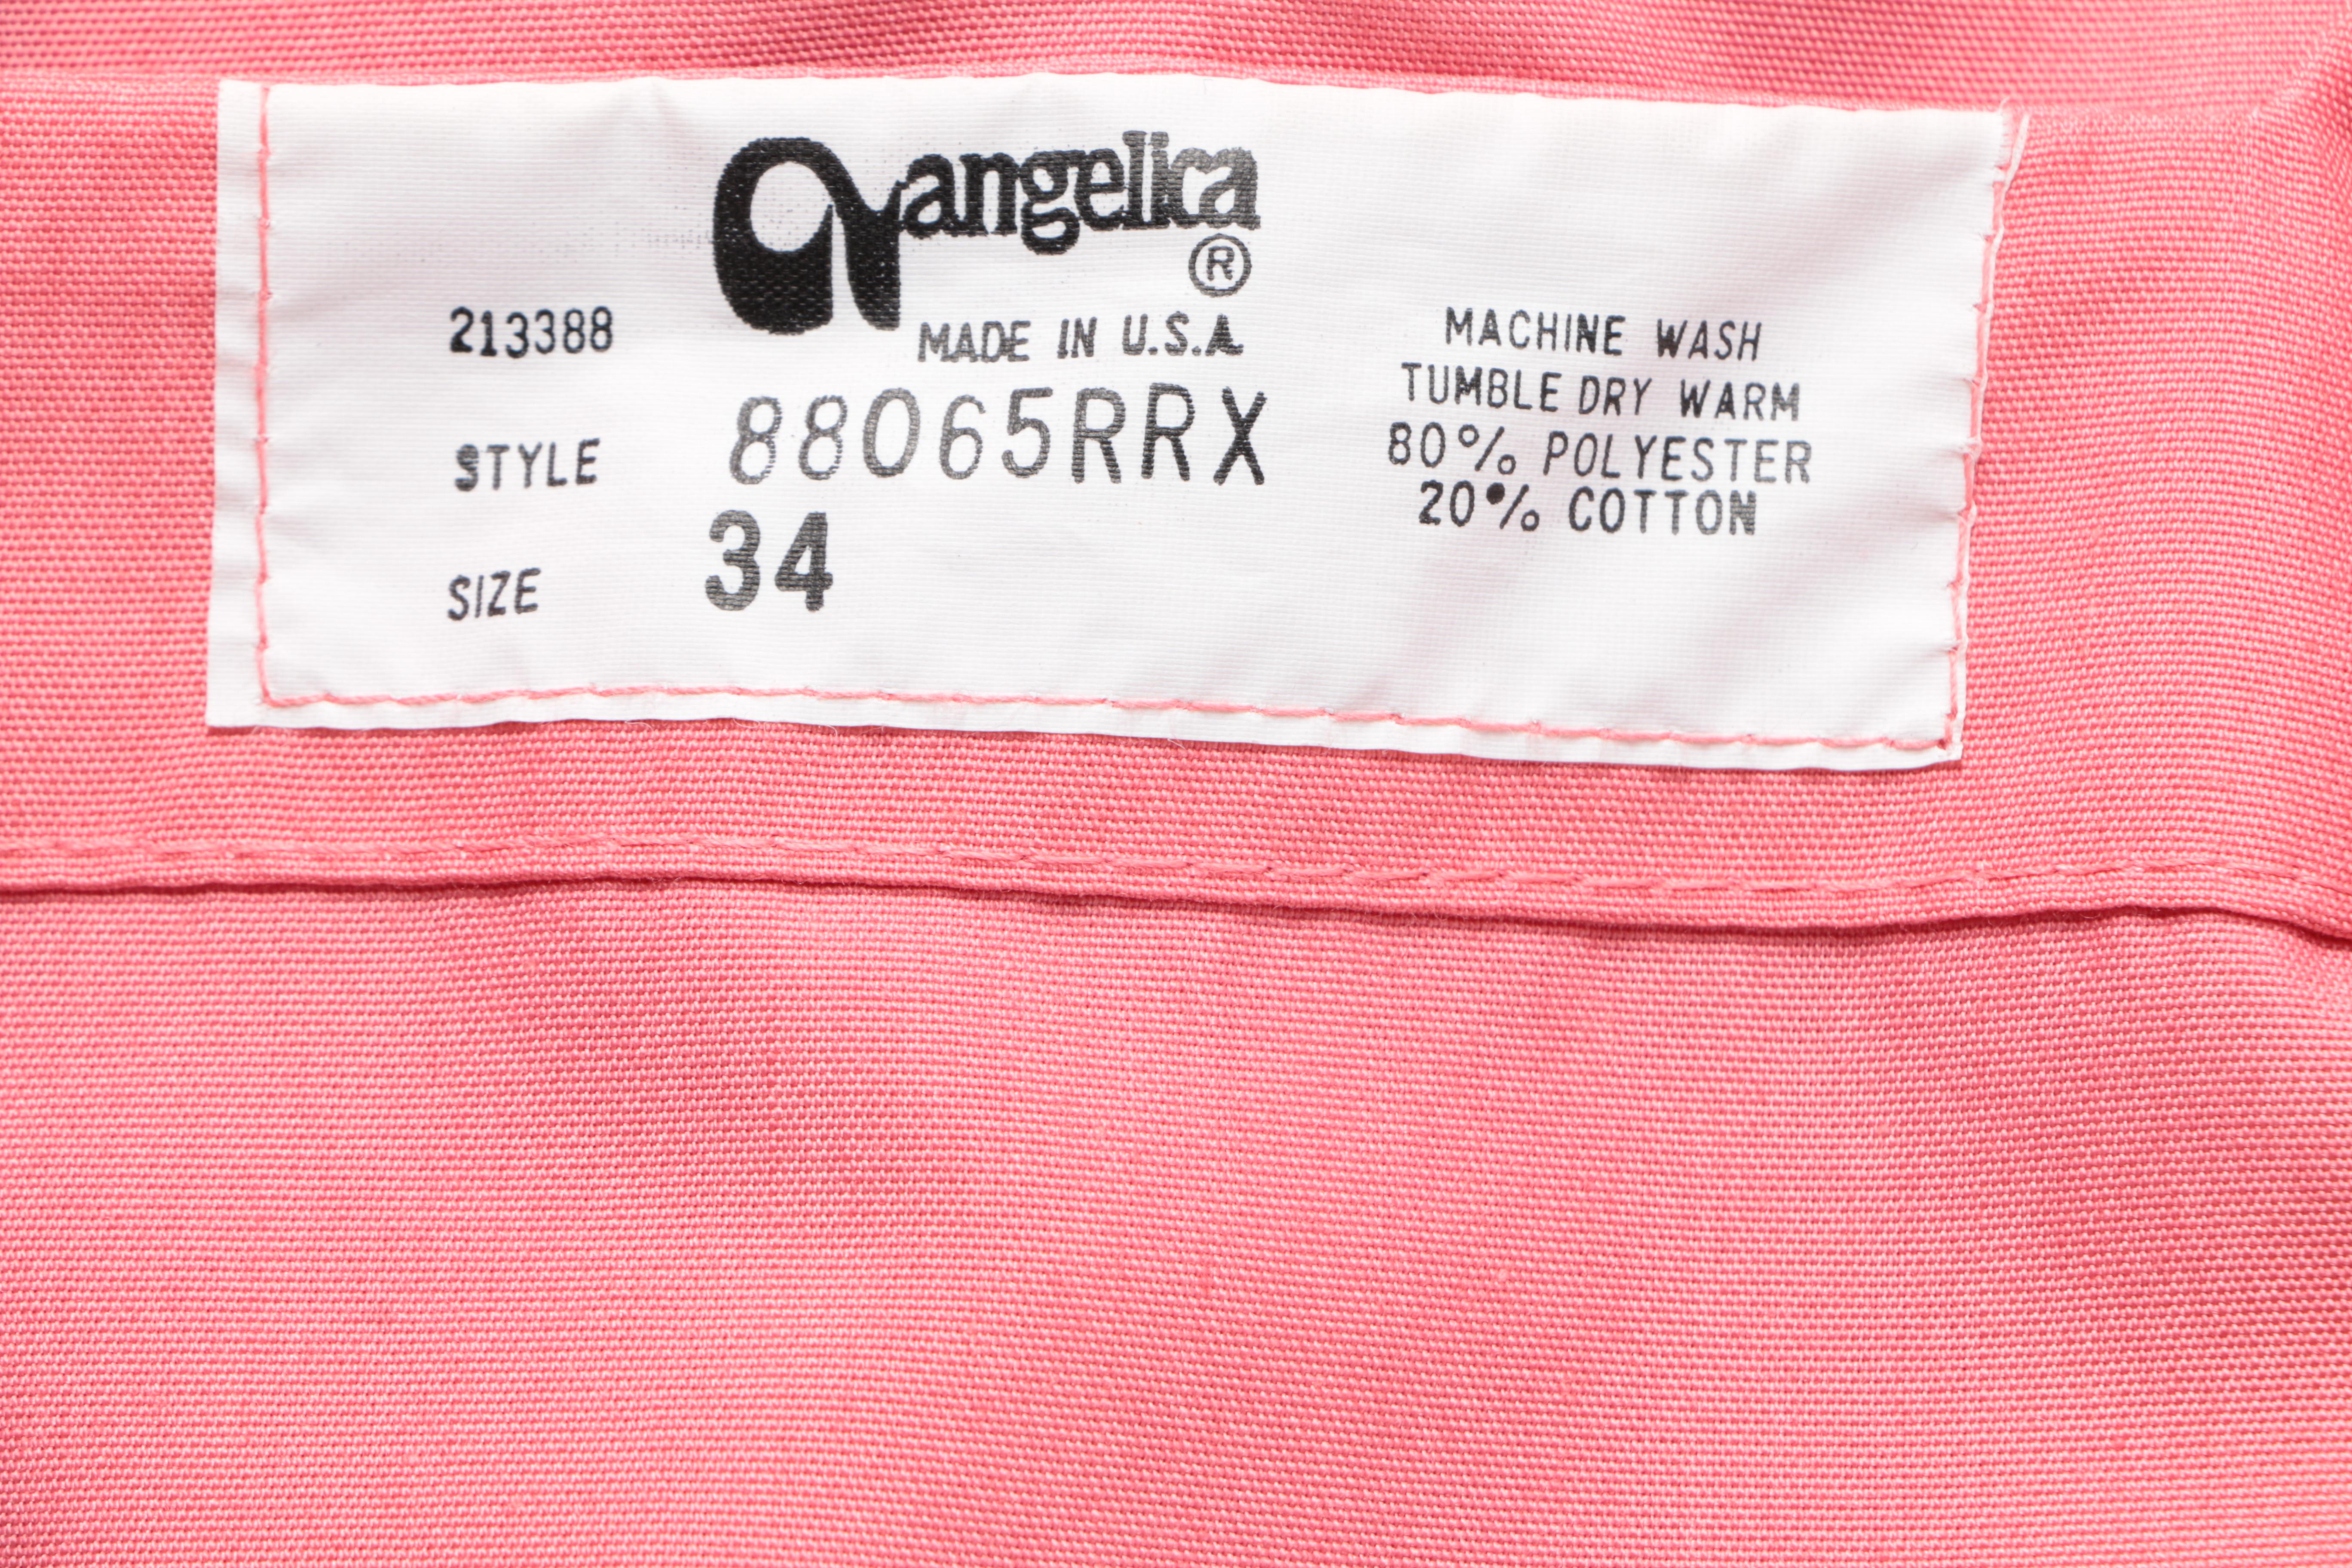 angelica
®
213388 MADE IN U.S.A.
STYLE 88065RRX
SIZE 34
MACHINE WASH
TUMBLE DRY WARM
80% POLYESTER
20% COTTON